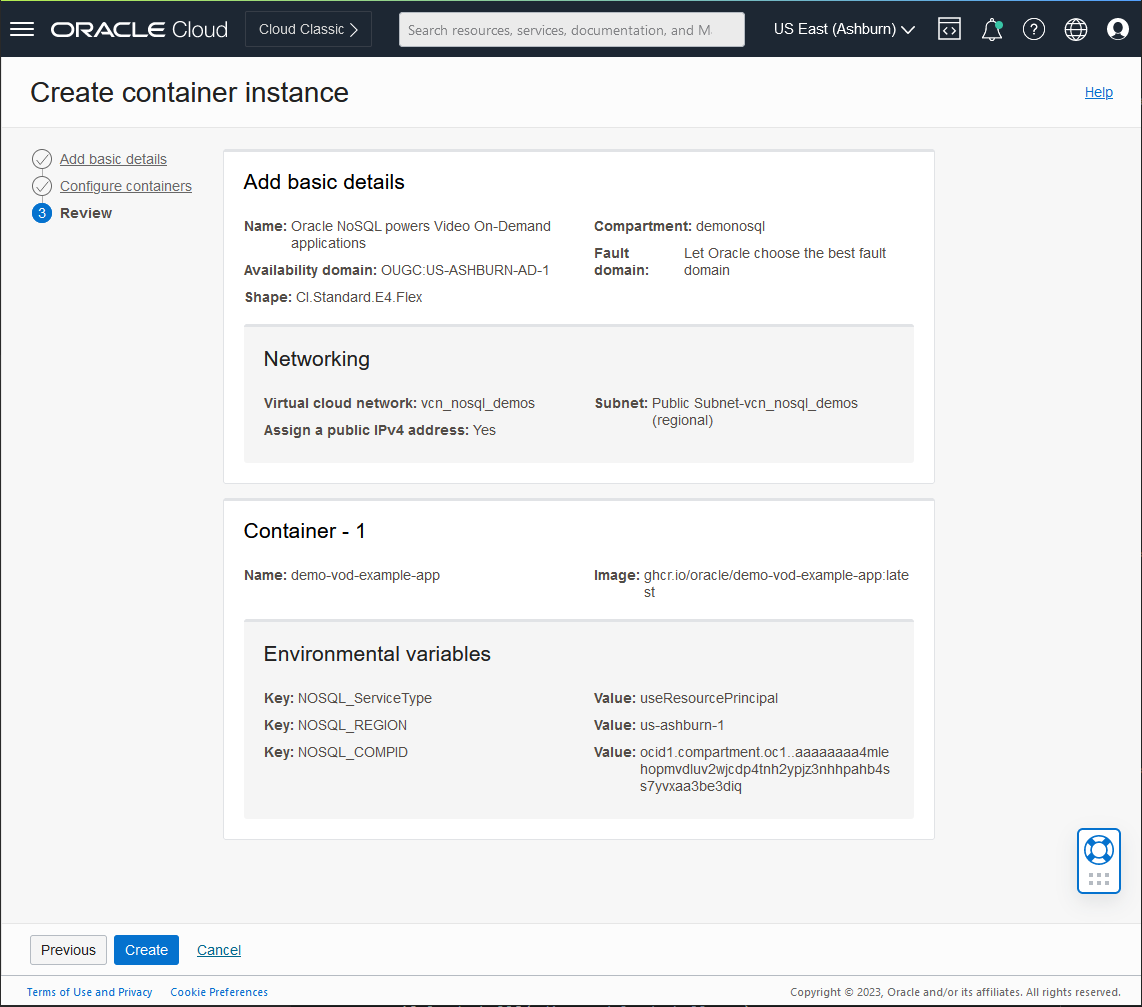 ORACLE Cloud
Cloud Classic
Search resources, services, documentation, and M
US East (Ashburn)
Create container instance
Help
Add basic details
Configure containers
3 Review
Add basic details
Name: Oracle NoSQL powers Video On-Demand
applications
Availability domain: OUGC:US-ASHBURN-AD-1
Shape: CI.Standard.E4.Flex
Compartment: demonosql
Fault domain: Let Oracle choose the best fault
domain
Networking
Virtual cloud network: vcn_nosql_demos
Assign a public IPv4 address: Yes
Subnet: Public Subnet-vcn_nosql_demos
(regional)
Container - 1
Name: demo-vod-example-app
Image: ghcr.io/oracle/demo-vod-example-app:late
st
Environmental variables
Key: NOSQL_ServiceType
Value: useResourcePrincipal
Key: NOSQL_REGION
Value: us-ashburn-1
Key: NOSQL_COMPID
Value: ocid1.compartment.oc1..aaaaaaaa4mle
hopmvdluv2wjcdp4tnh2ypjz3nhhpahb4s
s7yvxaa3be3diq
Previous
Create
Cancel
Terms of Use and Privacy
Cookie Preferences
Copyright © 2023, Oracle and/or its affiliates. All rights reserved.